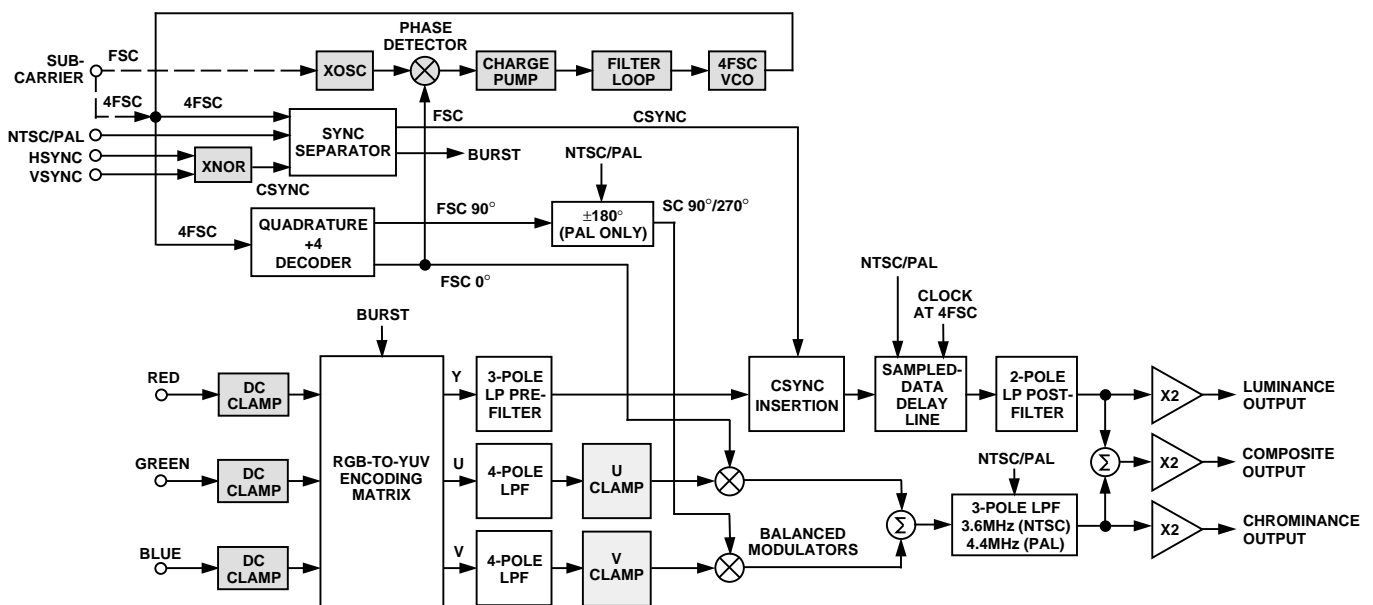 PHASE
DETECTOR
SUB-
CARRIER
FSC
XOSC
CHARGE
PUMP
FILTER
LOOP
4FSC
VCO
4FSC
4FSC
FSC
CSYNC
NTSC/PAL
HSYNC
VSYNC
XNOR
CSYNC
SYNC
SEPARATOR
BURST
NTSC/PAL
4FSC
QUADRATURE
+4
DECODER
FSC 90°
±180°
(PAL ONLY)
SC 90°/270°
FSC 0°
NTSC/PAL
CLOCK
AT 4FSC
BURST
RED
DC
CLAMP
GREEN
DC
CLAMP
BLUE
DC
CLAMP
RGB-TO-YUV
ENCODING
MATRIX
Y
3-POLE
LP PRE-
FILTER
U
4-POLE
LPF
U
CLAMP
V
4-POLE
LPF
V
CLAMP
BALANCED
MODULATORS
CSYNC
INSERTION
SAMPLED-
DATA
DELAY
LINE
2-POLE
LP POST-
FILTER
Σ
NTSC/PAL
3-POLE LPF
3.6MHz (NTSC)
4.4MHz (PAL)
Σ
X2
LUMINANCE
OUTPUT
X2
COMPOSITE
OUTPUT
X2
CHROMINANCE
OUTPUT